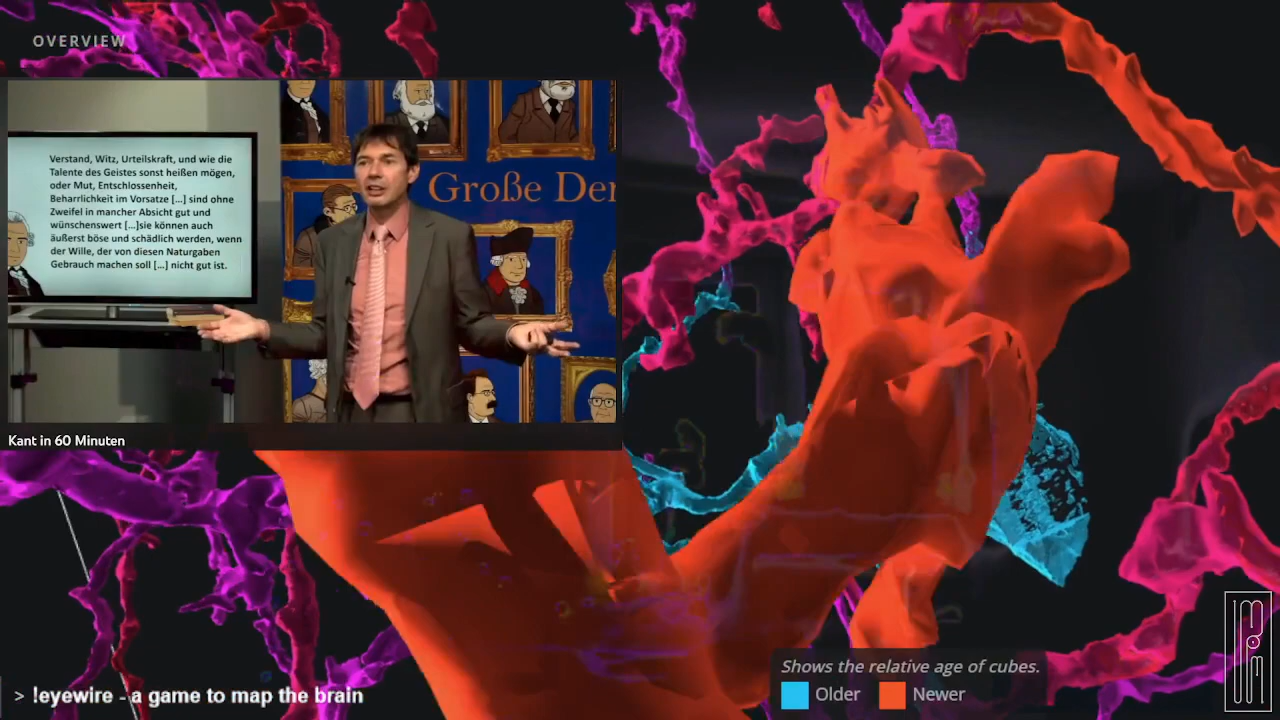 OVERVIEW
Verstand, Witz, Urteilskraft, und wie die
Talente des Geistes sonst heißen mögen,
oder Mut, Entschlossenheit,
Beharrlichkeit im Vorsatze [...] sind ohne
Zweifel in mancher Absicht gut und
wünschenswert [...]sie können auch
äußerst böse und schädlich werden, wenn
der Wille, der von diesen Naturgaben
Gebrauch machen soll [...] nicht gut ist.
Große Der
Kant in 60 Minuten
> !eyewire - a game to map the brain
Shows the relative age of cubes.
Older
Newer